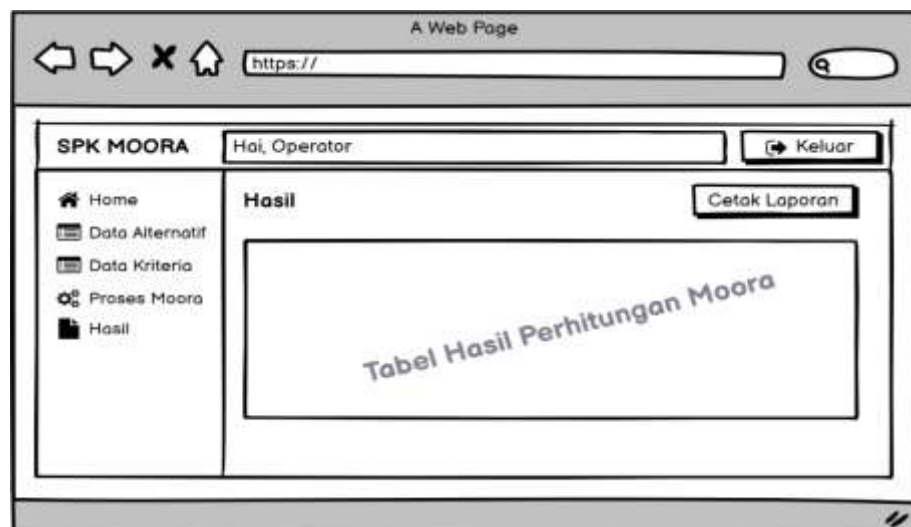 A Web Page
https://
SPK MOORA
Hai, Operator
Keluar
Home
Data Alternatif
Data Kriteria
Proses Moora
Hasil
Hasil
Cetak Laporan
Tabel Hasil Perhitungan Moora